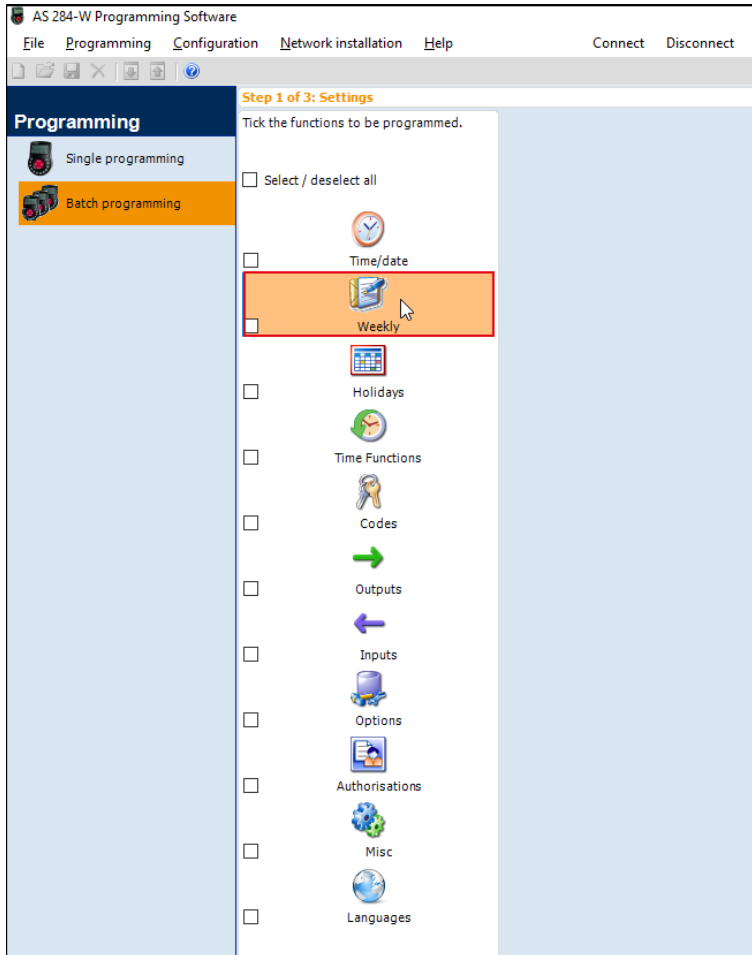 AS 284-W Programming Software
File Programming Configuration Network installation Help Connect Disconnect
Step 1 of 3: Settings
Programming
Tick the functions to be programmed.
Single programming
Select / deselect all
Batch programming
Time/date
Weekly
Holidays
Time Functions
Codes
Outputs
Inputs
Options
Authorisations
Misc
Languages